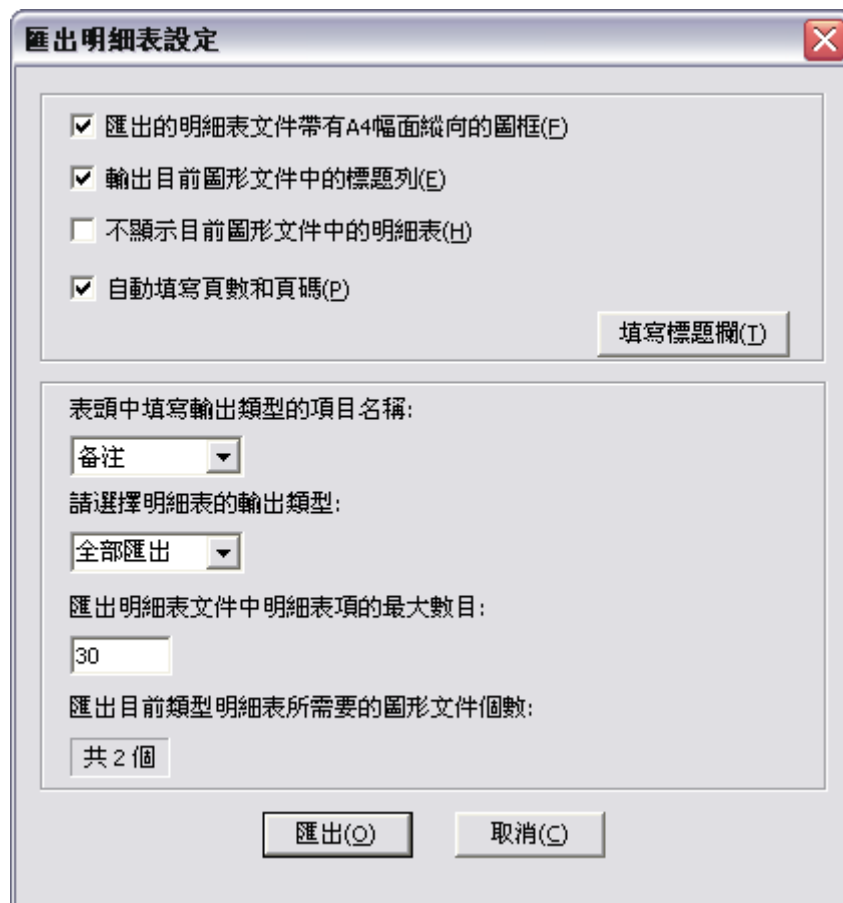 匯出明細表設定
匯出的明細表文件帶有A4幅面縱向的圖框(F)
輸出目前圖形文件中的標題列(E)
不顯示目前圖形文件中的明細表(H)
自動填寫頁數和頁碼(P)
填寫標題欄(T)
表頭中填寫輸出類型的項目名稱:
备注
請選擇明細表的輸出類型:
全部匯出
匯出明細表文件中明細表項的最大數目:
30
匯出目前類型明細表所需要的圖形文件個數:
共2個
匯出(O)
取消(C)